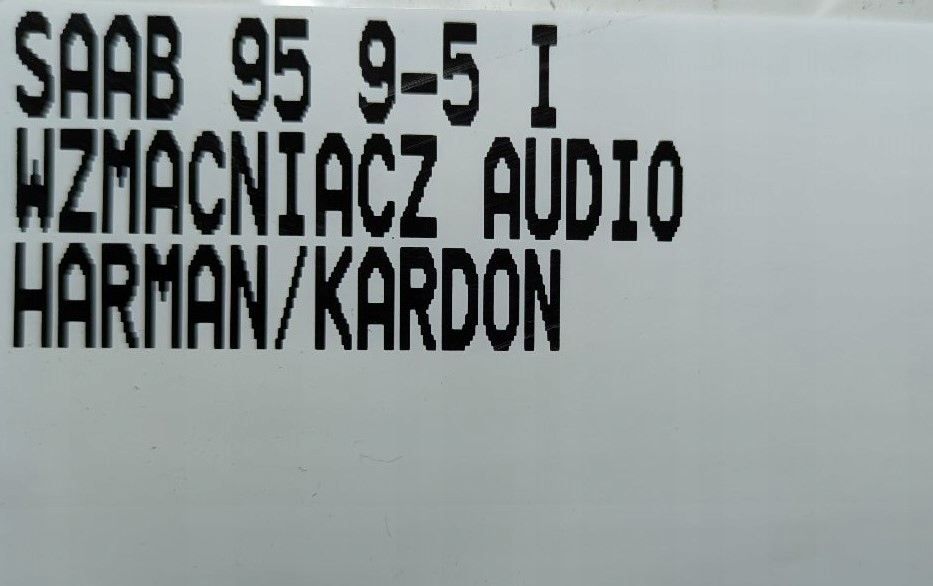 SAAB 95 9-5 I
WZMACNIACZ AUDIO
HARMAN/KARDON